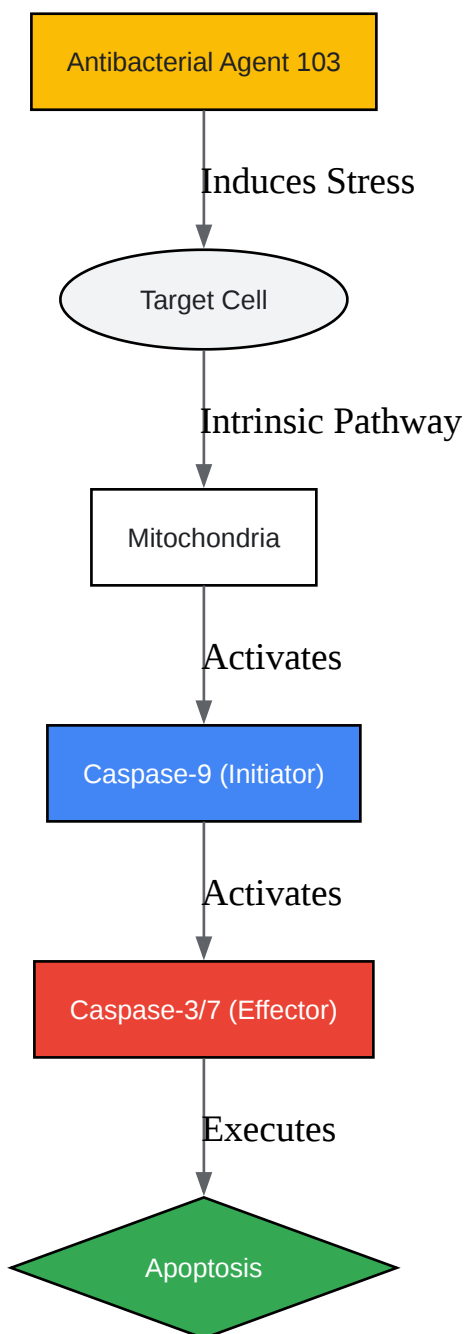 Antibacterial Agent 103
Induces Stress
Target Cell
Intrinsic Pathway
Mitochondria
Activates
Caspase-9 (Initiator)
Activates
Caspase-3/7 (Effector)
Executes
Apoptosis